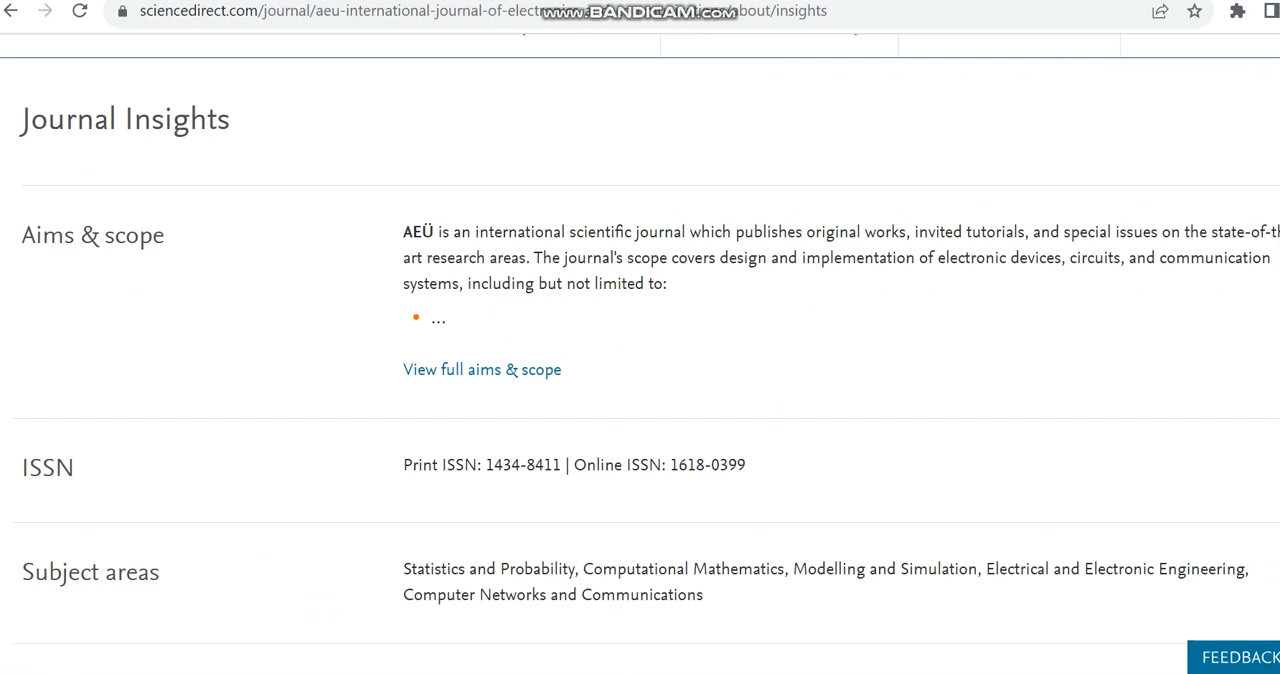 sciencedirect.com/journal/aeu-international-journal-of-elect
www.BANDICAM.com
about/insights
Journal Insights
Aims & scope
AEÜ is an international scientific journal which publishes original works, invited tutorials, and special issues on the state-of-th
art research areas. The journal's scope covers design and implementation of electronic devices, circuits, and communication
systems, including but not limited to:
• ...
View full aims & scope
ISSN
Print ISSN: 1434-8411 | Online ISSN: 1618-0399
Subject areas
Statistics and Probability, Computational Mathematics, Modelling and Simulation, Electrical and Electronic Engineering,
Computer Networks and Communications
FEEDBACK